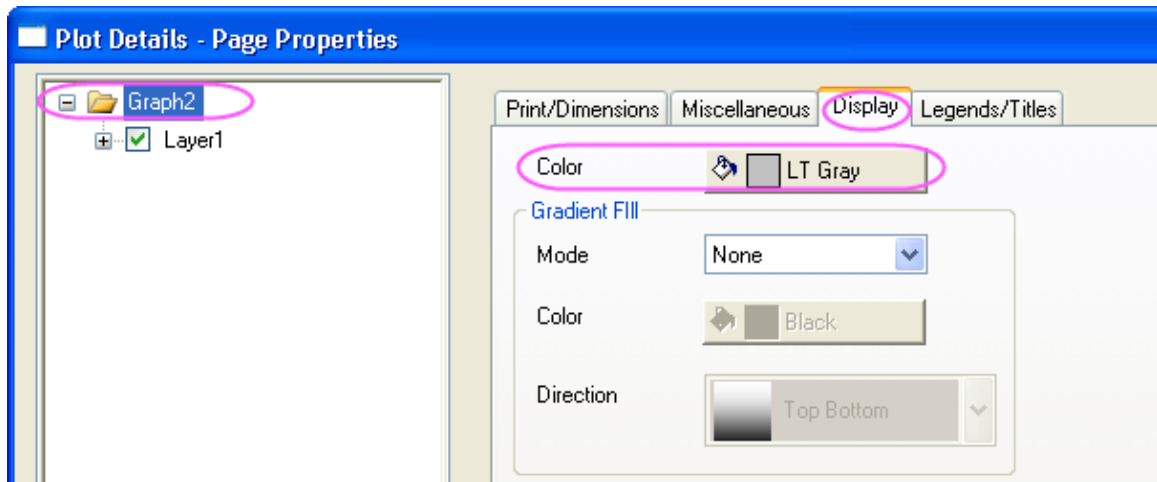 Plot Details - Page Properties
Graph2
Layer1
Print/Dimensions Miscellaneous Display Legends/Titles
Color LT Gray
Gradient FIll
Mode None
Color Black
Direction Top Bottom